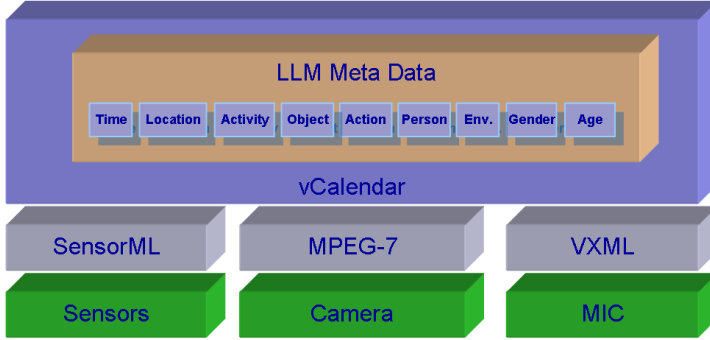 LLM Meta Data
Time Location Activity Object Action Person Env. Gender Age
vCalendar
SensorML MPEG-7 VXML
Sensors Camera MIC